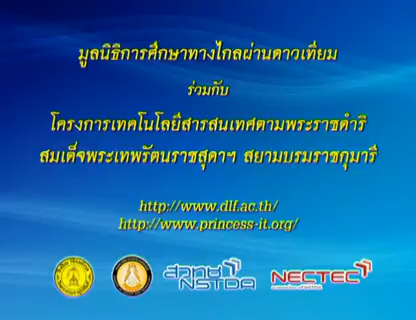 มูลนิธิการศึกษาทางไกลผ่านดาวเทียม
ร่วมกับ
โครงการเทคโนโลยีสารสนเทศตามพระราชดำริ
สมเด็จพระเทพรัตนราชสุดาฯ สยามบรมราชกุมารี
http://www.dlf.ac.th/
http://www.princess-it.org/
สวทช
NSTDA
NECTEC